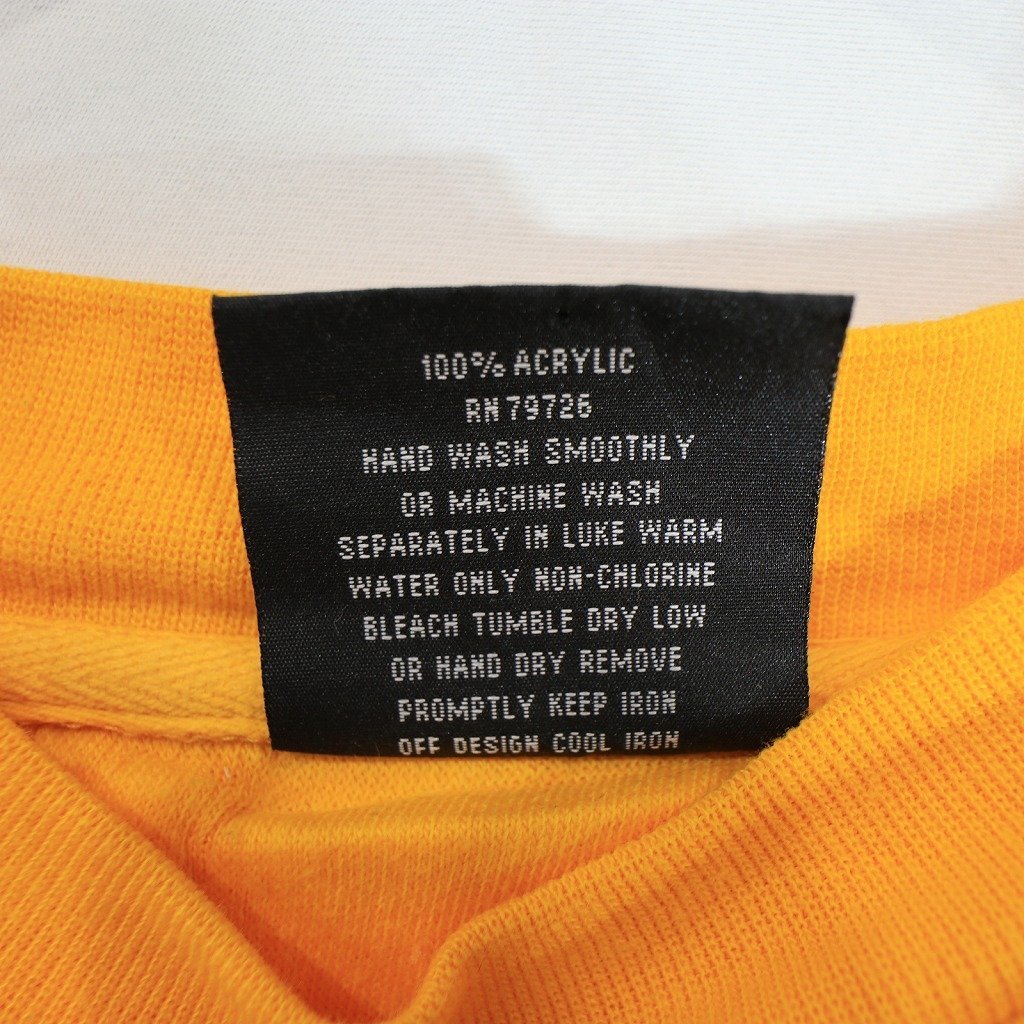 100% ACRYLIC
RN 79726
HAND WASH SMOOTHLY
OR MACHINE WASH
SEPARATELY IN LUKE WARM
WATER ONLY NON-CHLORINE
BLEACH TUMBLE DRY LOW
OR HAND DRY REMOVE
PROMPTLY KEEP IRON
OFF DESIGN COOL IRON